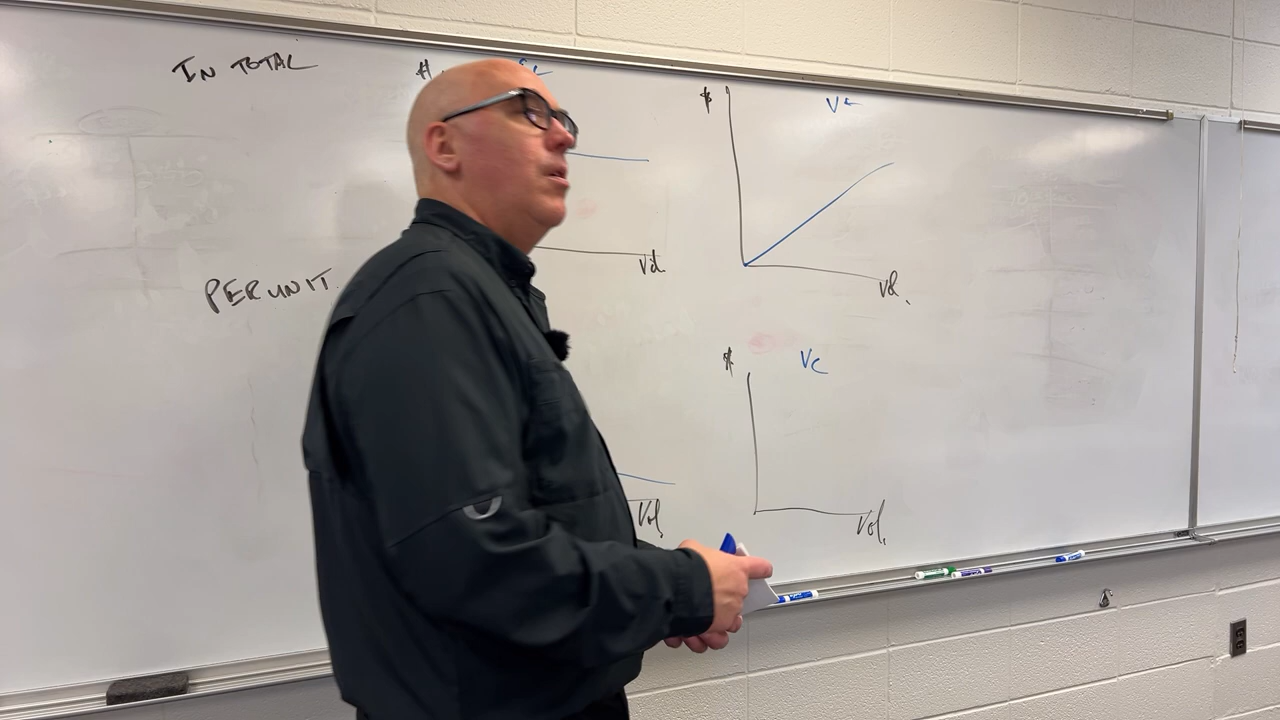 IN TOTAL
$
$
VC
Vol.
Vol.
PER UNIT.
$
VC
Vol.
Vol.